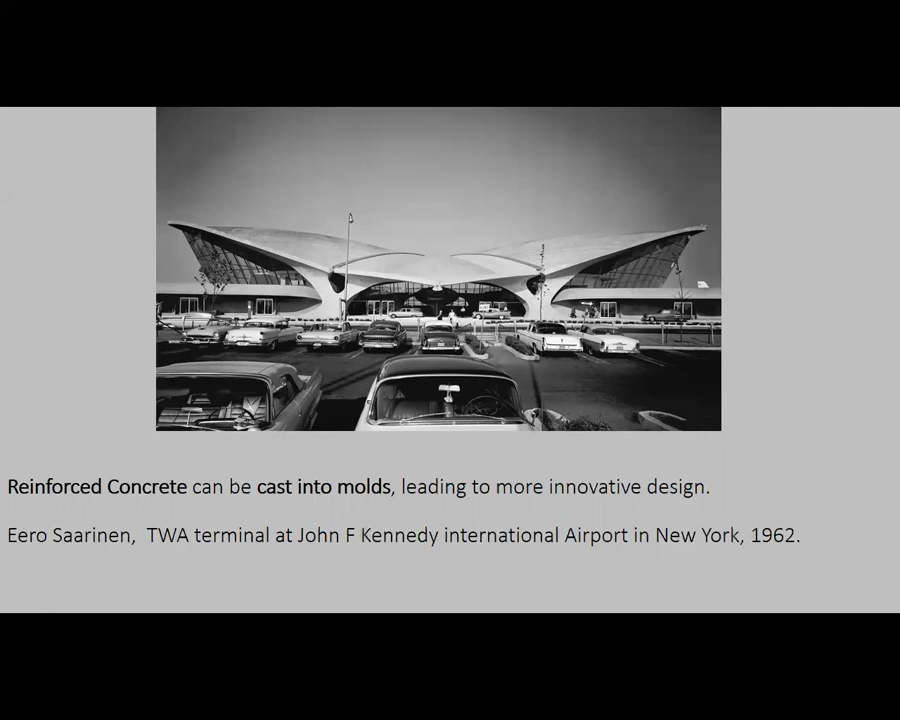 Reinforced Concrete can be cast into molds, leading to more innovative design.
Eero Saarinen, TWA terminal at John F Kennedy international Airport in New York, 1962.